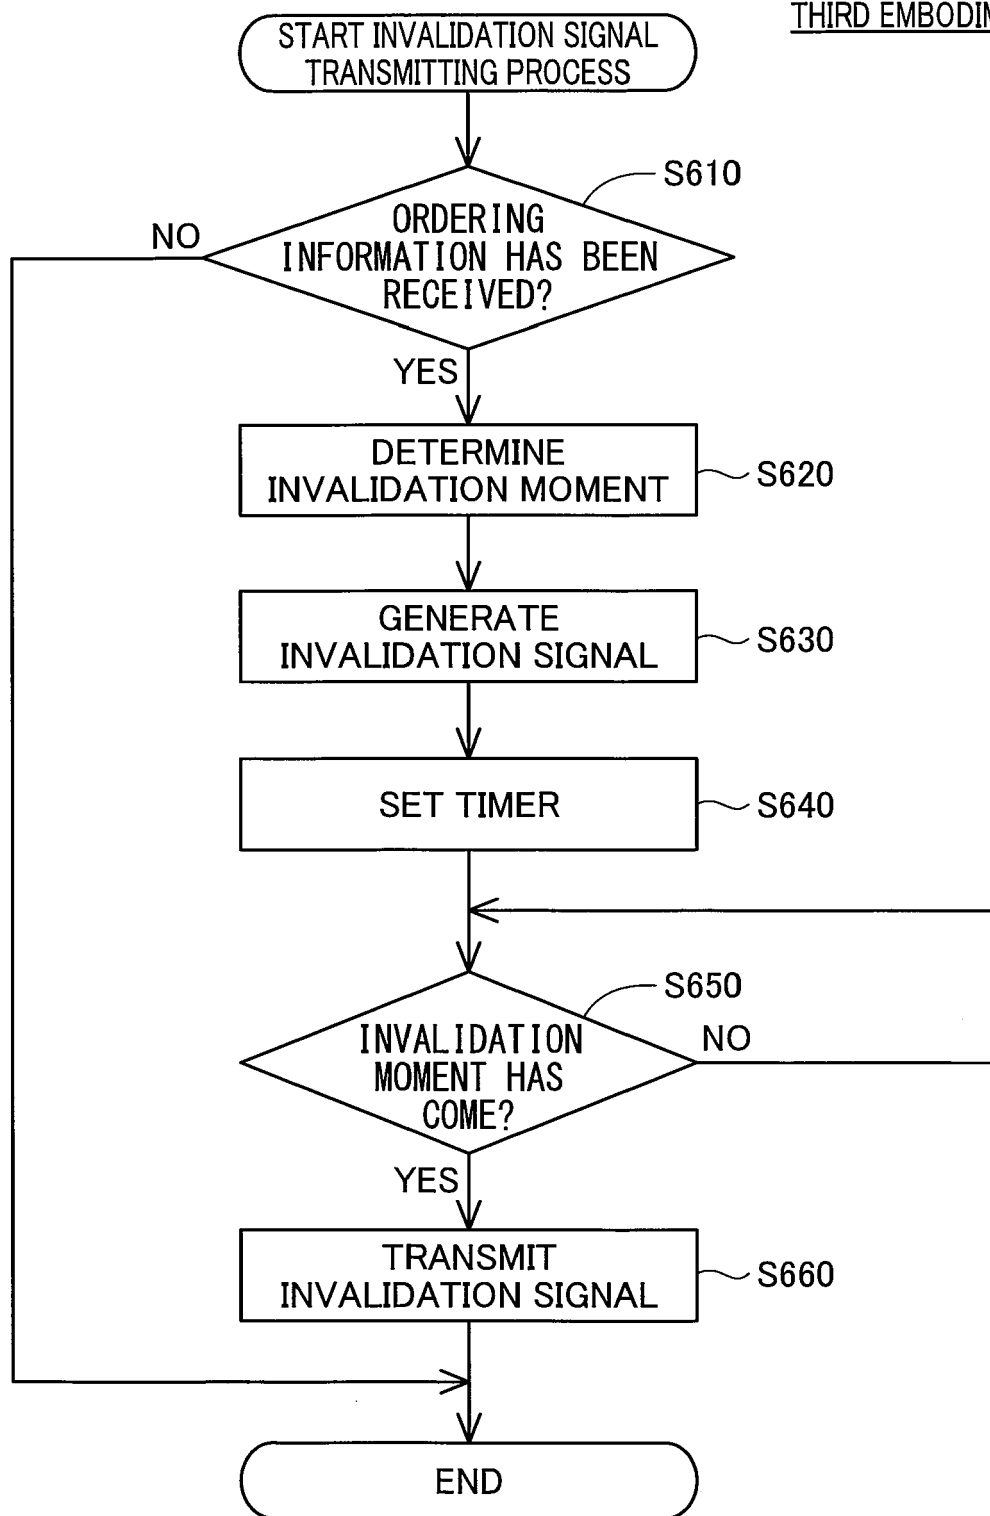 THIRD
START INVALIDATION SIGNAL
TRANSMITTING PROCESS
S610
ORDERING
INFORMATION HAS BEEN
RECEIVED?
NO
YES
DETERMINE
INVALIDATION MOMENT
S620
GENERATE
INVALIDATION SIGNAL
S630
SET TIMER
S640
S650
INVALIDATION
MOMENT HAS
COME?
NO
YES
TRANSMIT
INVALIDATION SIGNAL
S660
END